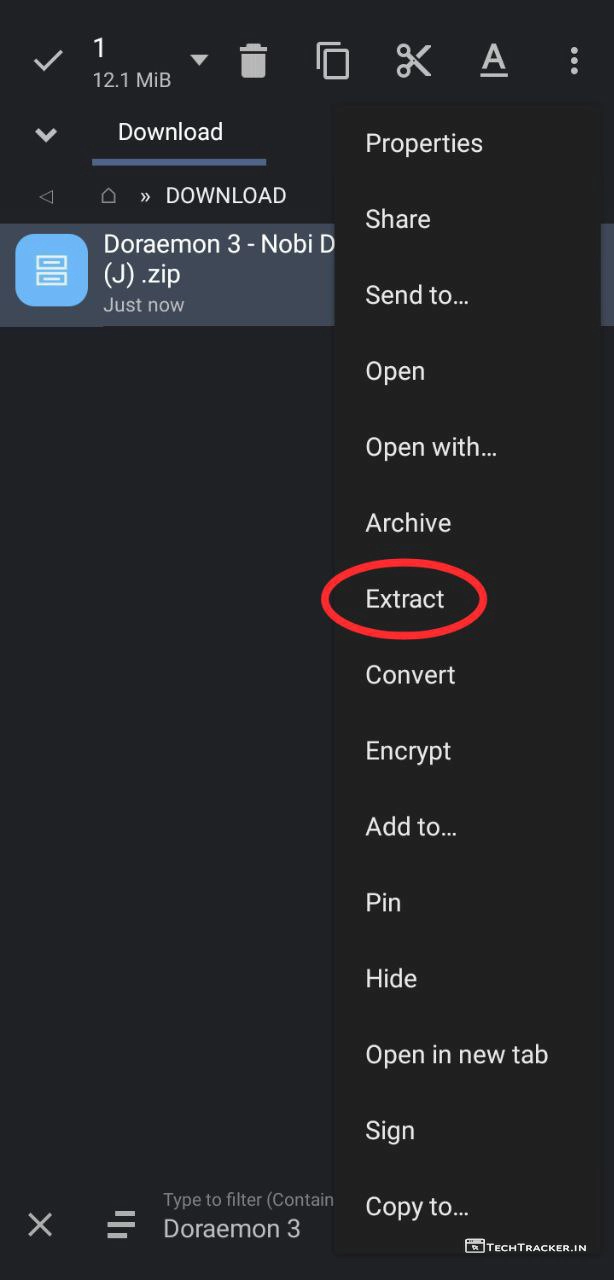 1
12.1 MiB
A
Download
» DOWNLOAD
Doraemon 3 - Nobi D
(J) .zip
Just now
Properties
Share
Send to...
Open
Open with...
Archive
Extract
Convert
Encrypt
Add to...
Pin
Hide
Open in new tab
Sign
Copy to...
Type to filter (Contain
Doraemon 3
TECHTRACKER.IN